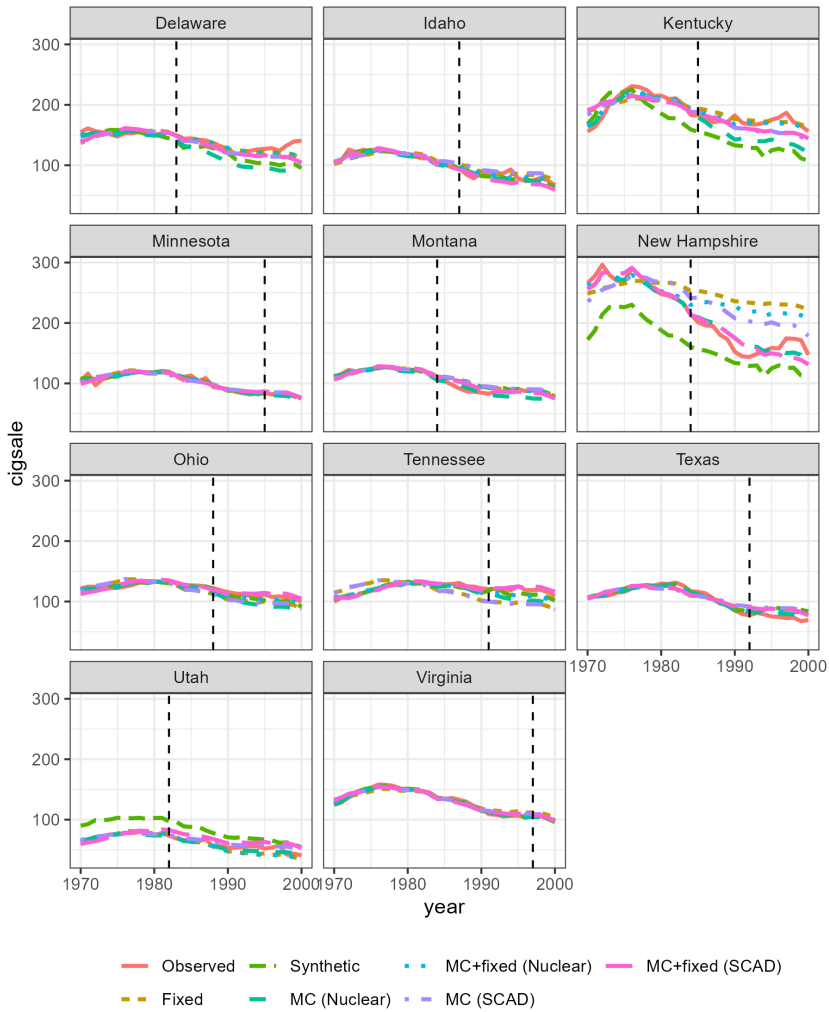 Delaware Idaho Kentucky
300
200
100
Minnesota Montana New Hampshire
300
200
100
Ohio Tennessee Texas
300
200
100
1970 1980 1990 2000
Utah Virginia
300
200
100
1970 1980 1990 2000 1970 1980 1990 2000
cigsale
year
Observed Synthetic MC+fixed (Nuclear) MC+fixed (SCAD)
Fixed MC (Nuclear) MC (SCAD)